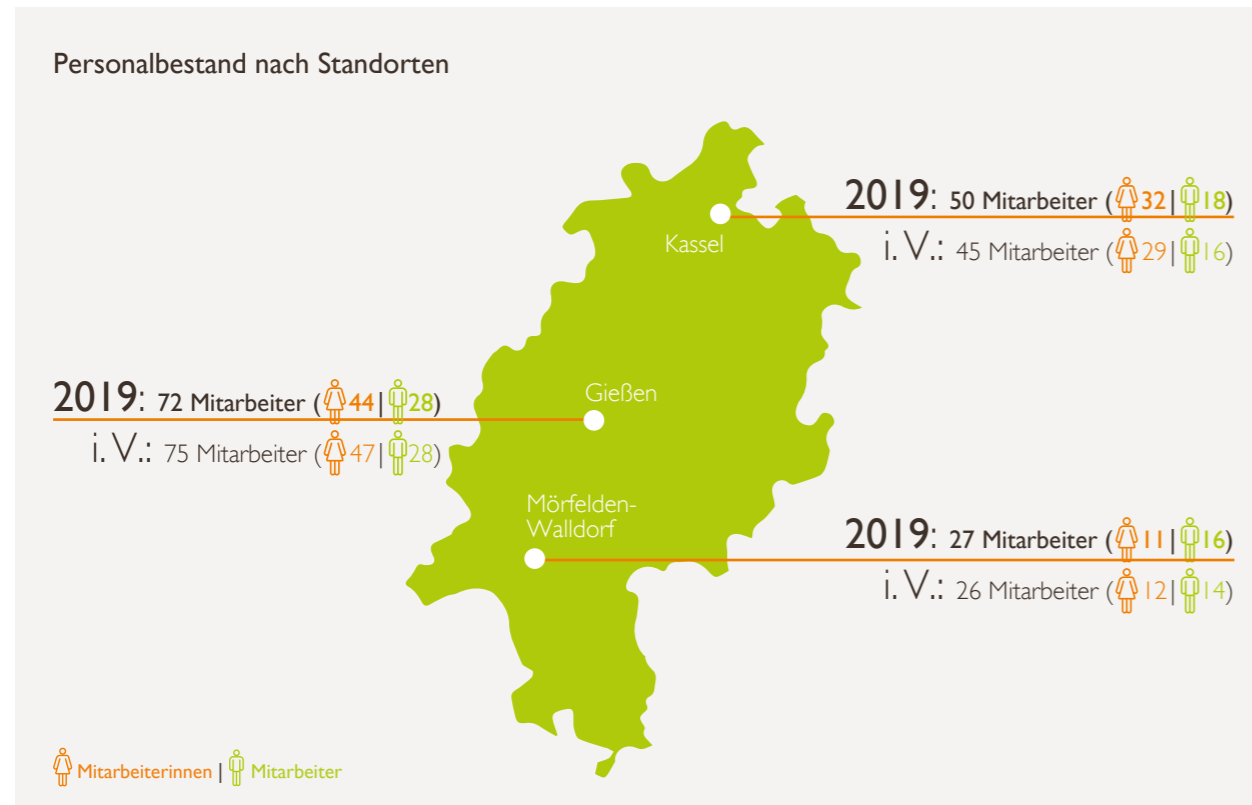 Personalbestand nach Standorten
2019: 50 Mitarbeiter (32|18)
Kassel
i. V.: 45 Mitarbeiter (29|16)
2019: 72 Mitarbeiter (44|28)
Gießen
i. V.: 75 Mitarbeiter (47|28)
Mörfelden-
Walldorf
2019: 27 Mitarbeiter (11|16)
i. V.: 26 Mitarbeiter (12|14)
Mitarbeiterinnen | Mitarbeiter